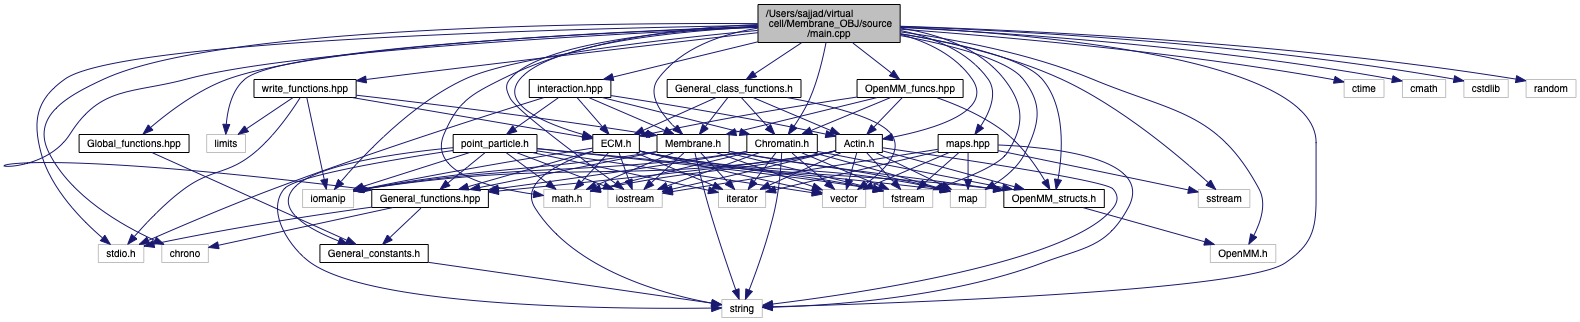 /Users/sajjad/virtual
cell/Membrane_OBJ/source
/main.cpp
write_functions.hpp
interaction.hpp
General_class_functions.h
OpenMM_funcs.hpp
ctime
cmath
cstdlib
random
Global_functions.hpp
limits
point_particle.h
ECM.h
Membrane.h
Chromatin.h
Actin.h
maps.hpp
iomanip
General_functions.hpp
math.h
iostream
iterator
vector
fstream
map
OpenMM_structs.h
sstream
stdio.h
chrono
General_constants.h
OpenMM.h
string